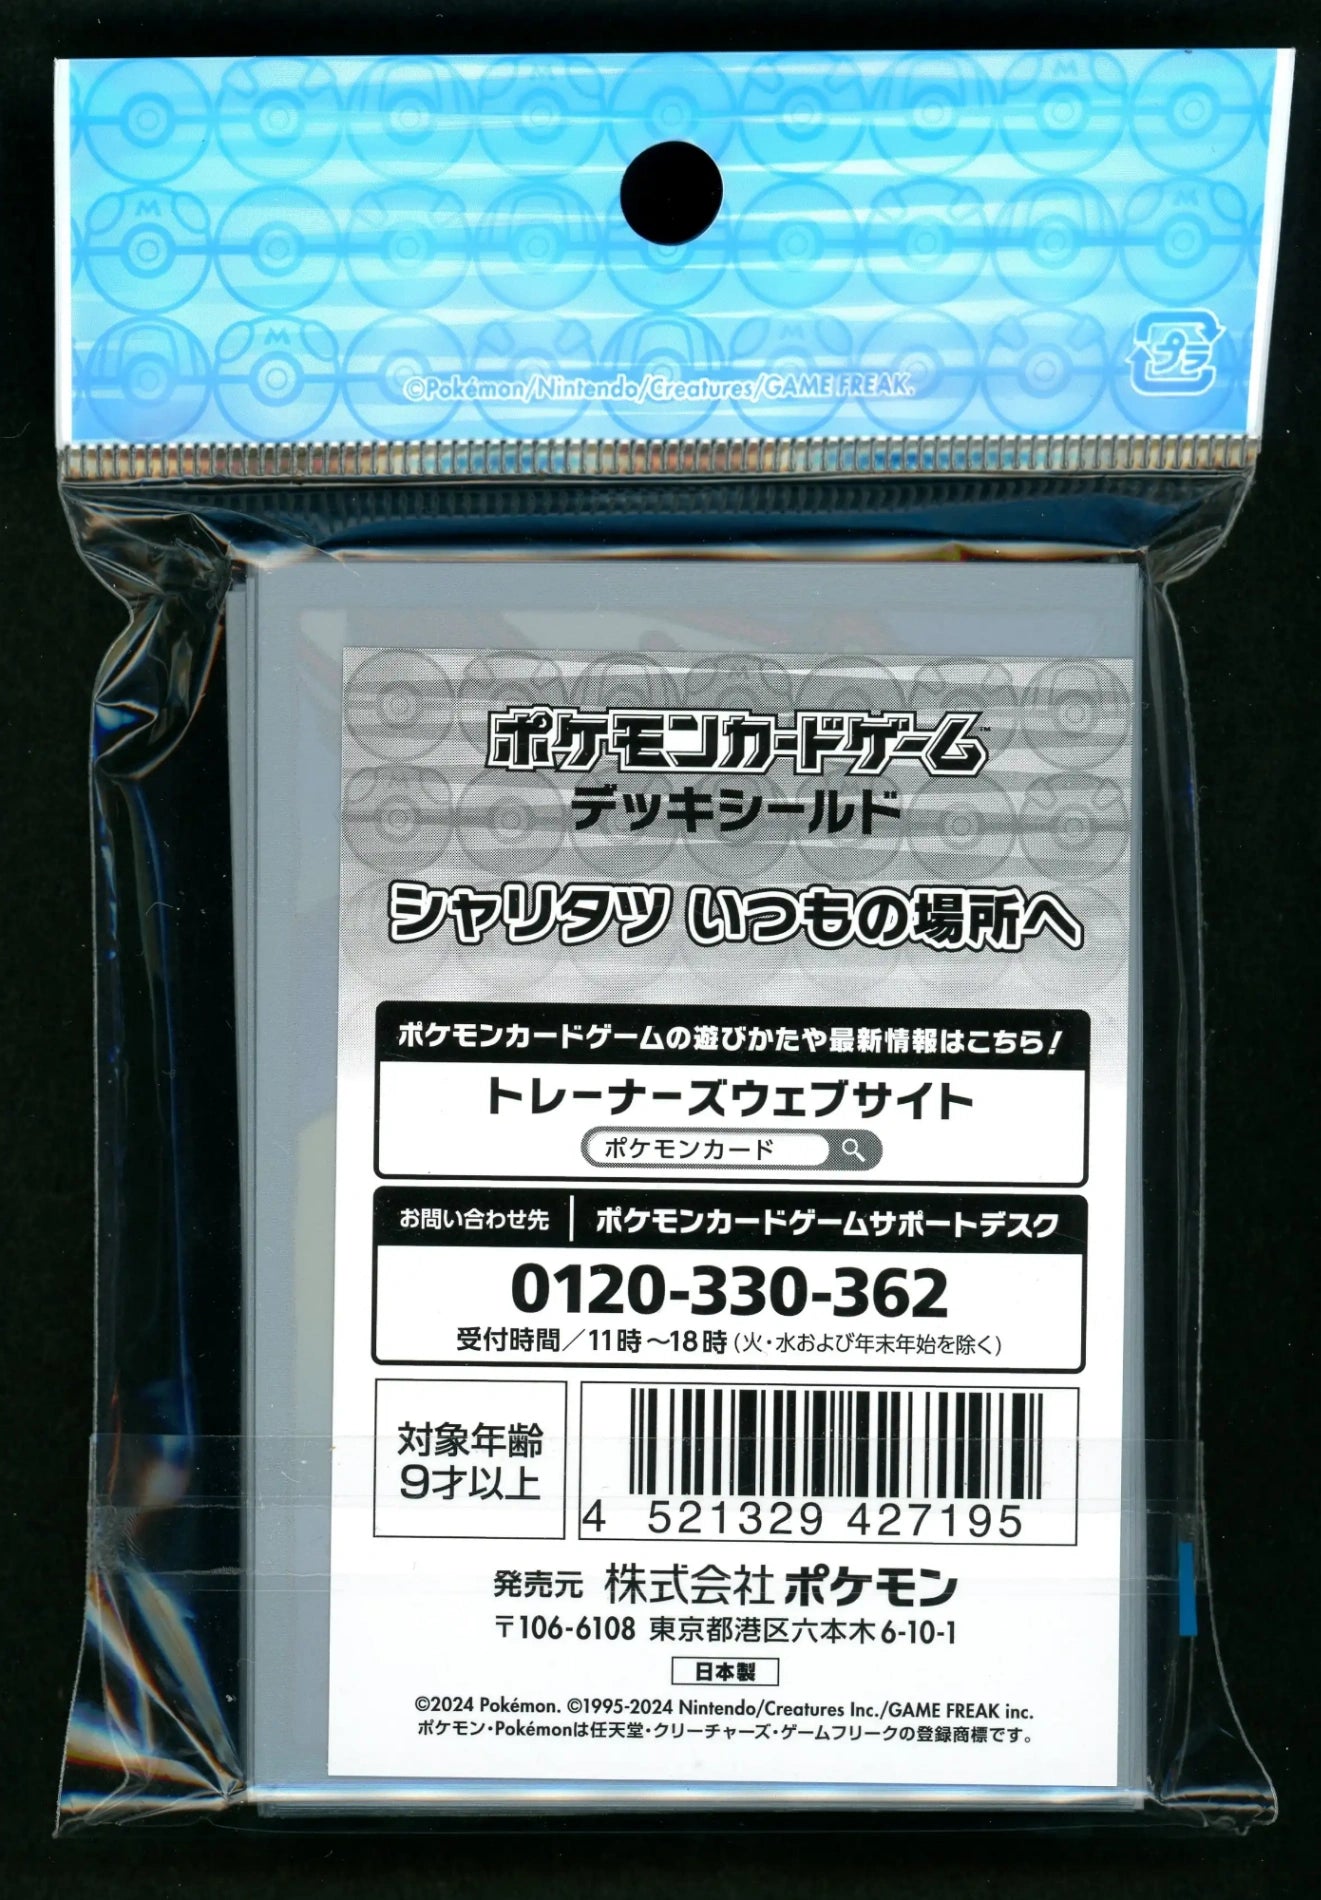 ©Pokémon/Nintendo/Creatures/GAME FREAK.
プラ
ポケモンカードゲーム™
デッキシールド
シャリタツ いつもの場所へ
ポケモンカードゲームの遊びかたや最新情報はこちら!
トレーナーズウェブサイト
ポケモンカード
お問い合わせ先 | ポケモンカードゲームサポートデスク
0120-330-362
受付時間/11時~18時(火・水および年末年始を除く)
対象年齢
9才以上
4 521329 427195
発売元 株式会社ポケモン
〒106-6108 東京都港区六本木6-10-1
日本製
©2024 Pokémon. ©1995-2024 Nintendo/Creatures Inc./GAME FREAK inc.
ポケモン・Pokémonは任天堂・クリーチャーズ・ゲームフリークの登録商標です。